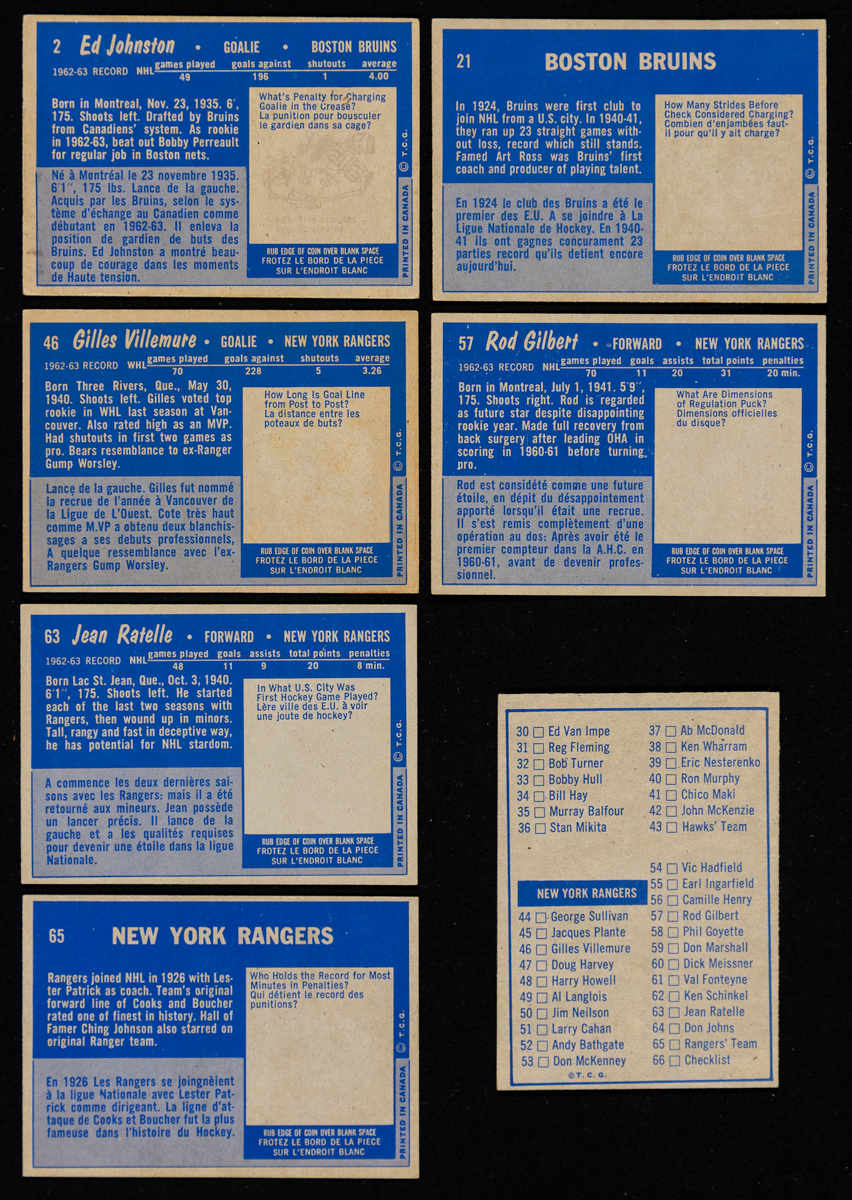 2 Ed Johnston • GOALIE • BOSTON BRUINS
games played goals against shutouts average
1962-63 RECORD NHL 49 196 1 4.00
Born in Montreal, Nov. 23, 1935. 6',
175. Shoots left. Drafted by Bruins
from Canadiens' system. As rookie
in 1962-63, beat out Bobby Perreault
for regular job in Boston nets.
Né à Montréal le 23 novembre 1935.
6'1", 175 lbs. Lance de la gauche.
Acquis par les Bruins, selon le sys-
tème d'échange au Canadien comme
débutant en 1962-63. Il enleva la
position de gardien de buts des
Bruins. Ed Johnston a montré beau-
coup de courage dans les moments
de Haute tension.
What's Penalty for Charging
Goalie in the Crease?
La punition pour bousculer
le gardien dans sa cage?
RUB EDGE OF COIN OVER BLANK SPACE
FROTEZ LE BORD DE LA PIECE
SUR L'ENDROIT BLANC
PRINTED IN CANADA © T.C.G.
21 BOSTON BRUINS
In 1924, Bruins were first club to
join NHL from a U.S. city. In 1940-41,
they ran up 23 straight games with-
out loss, record which still stands.
Famed Art Ross was Bruins' first
coach and producer of playing talent.
En 1924 le club des Bruins a été le
premier des E.U. A se joindre à La
Ligue Nationale de Hockey. En 1940-
41 ils ont gagnes concurament 23
parties record qu'ils detient encore
aujourd'hui.
How Many Strides Before
Check Considered Charging?
Combien d'enjambées faut-
il pour qu'il y ait charge?
RUB EDGE OF COIN OVER BLANK SPACE
FROTEZ LE BORD DE LA PIECE
SUR L'ENDROIT BLANC
PRINTED IN CANADA © T.C.G.
46 Gilles Villemure • GOALIE • NEW YORK RANGERS
games played goals against shutouts average
1962-63 RECORD WHL 70 228 5 3.26
Born Three Rivers, Que., May 30,
1940. Shoots left. Gilles voted top
rookie in WHL last season at Van-
couver. Also rated high as an MVP.
Had shutouts in first two games as
pro. Bears resemblance to ex-Ranger
Gump Worsley.
Lance de la gauche. Gilles fut nommé
la recrue de l'année à Vancouver de
la Ligue de L'Ouest. Cote très haut
comme M.VP a obtenu deux blanchis-
sages a ses debuts professionnels,
A quelque ressemblance avec l'ex-
Rangers Gump Worsley.
How Long Is Goal Line
from Post to Post?
La distance entre les
poteaux de buts?
RUB EDGE OF COIN OVER BLANK SPACE
FROTEZ LE BORD DE LA PIECE
SUR L'ENDROIT BLANC
PRINTED IN CANADA © T.C.G.
57 Rod Gilbert • FORWARD • NEW YORK RANGERS
games played goals assists total points penalties
1962-63 RECORD NHL 70 11 20 31 20 min.
Born in Montreal, July 1, 1941. 5'9",
175. Shoots right. Rod is regarded
as future star despite disappointing
rookie year. Made full recovery from
back surgery after leading OHA in
scoring in 1960-61 before turning
pro.
Rod est considété comme une future
étoile, en dépit du désappointement
apporté lorsqu'il était une recrue.
Il s'est remis complètement d'une
opération au dos: Après avoir été le
premier compteur dans la A.H.C. en
1960-61, avant de devenir profes-
sionnel.
What Are Dimensions
of Regulation Puck?
Dimensions officielles
du disque?
RUB EDGE OF COIN OVER BLANK SPACE
FROTEZ LE BORD DE LA PIECE
SUR L'ENDROIT BLANC
PRINTED IN CANADA © T.C.G.
63 Jean Ratelle • FORWARD • NEW YORK RANGERS
games played goals assists total points penalties
1962-63 RECORD NHL 48 11 9 20 8 min.
Born Lac St. Jean, Que., Oct. 3, 1940.
6'1", 175. Shoots left. He started
each of the last two seasons with
Rangers, then wound up in minors.
Tall, rangy and fast in deceptive way,
he has potential for NHL stardom.
A commence les deux dernières sai-
sons avec les Rangers: mais il a été
retourné aux mineurs. Jean possède
un lancer précis. Il lance de la
gauche et a les qualités requises
pour devenir une étoile dans la ligue
Nationale.
In What U.S. City Was
First Hockey Game Played?
Lère ville des E.U. à voir
une joute de hockey?
RUB EDGE OF COIN OVER BLANK SPACE
FROTEZ LE BORD DE LA PIECE
SUR L'ENDROIT BLANC
PRINTED IN CANADA © T.C.G.
65 NEW YORK RANGERS
Rangers joined NHL in 1926 with Les-
ter Patrick as coach. Team's original
forward line of Cooks and Boucher
rated one of finest in history. Hall of
Famer Ching Johnson also starred on
original Ranger team.
En 1926 Les Rangers se joingnèient
à la ligue Nationale avec Lester Pat-
rick comme dirigeant. La ligne d'at-
taque de Cooks et Boucher fut la plus
fameuse dans l'histoire du Hockey.
Who Holds the Record for Most
Minutes in Penalties?
Qui détient le record des
punitions?
RUB EDGE OF COIN OVER BLANK SPACE
FROTEZ LE BORD DE LA PIECE
SUR L'ENDROIT BLANC
PRINTED IN CANADA © T.C.G.
30 Ed Van Impe
31 Reg Fleming
32 Bob Turner
33 Bobby Hull
34 Bill Hay
35 Murray Balfour
36 Stan Mikita
NEW YORK RANGERS
44 George Sullivan
45 Jacques Plante
46 Gilles Villemure
47 Doug Harvey
48 Harry Howell
49 Al Langlois
50 Jim Neilson
51 Larry Cahan
52 Andy Bathgate
53 Don McKenney
37 Ab McDonald
38 Ken Wharram
39 Eric Nesterenko
40 Ron Murphy
41 Chico Maki
42 John McKenzie
43 Hawks' Team
54 Vic Hadfield
55 Earl Ingarfield
56 Camille Henry
57 Rod Gilbert
58 Phil Goyette
59 Don Marshall
60 Dick Meissner
61 Val Fonteyne
62 Ken Schinkel
63 Jean Ratelle
64 Don Johns
65 Rangers' Team
66 Checklist
© T. C. G.